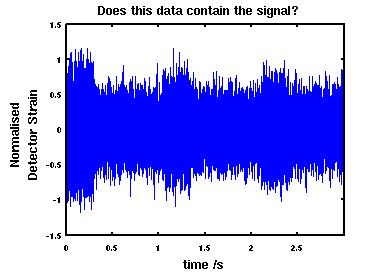 Does this data contain the signal?
1.5
1
0.5
0
-0.5
-1
-1.5
Normalised
Detector Strain
0 0.5 1 1.5 2 2.5
time /s